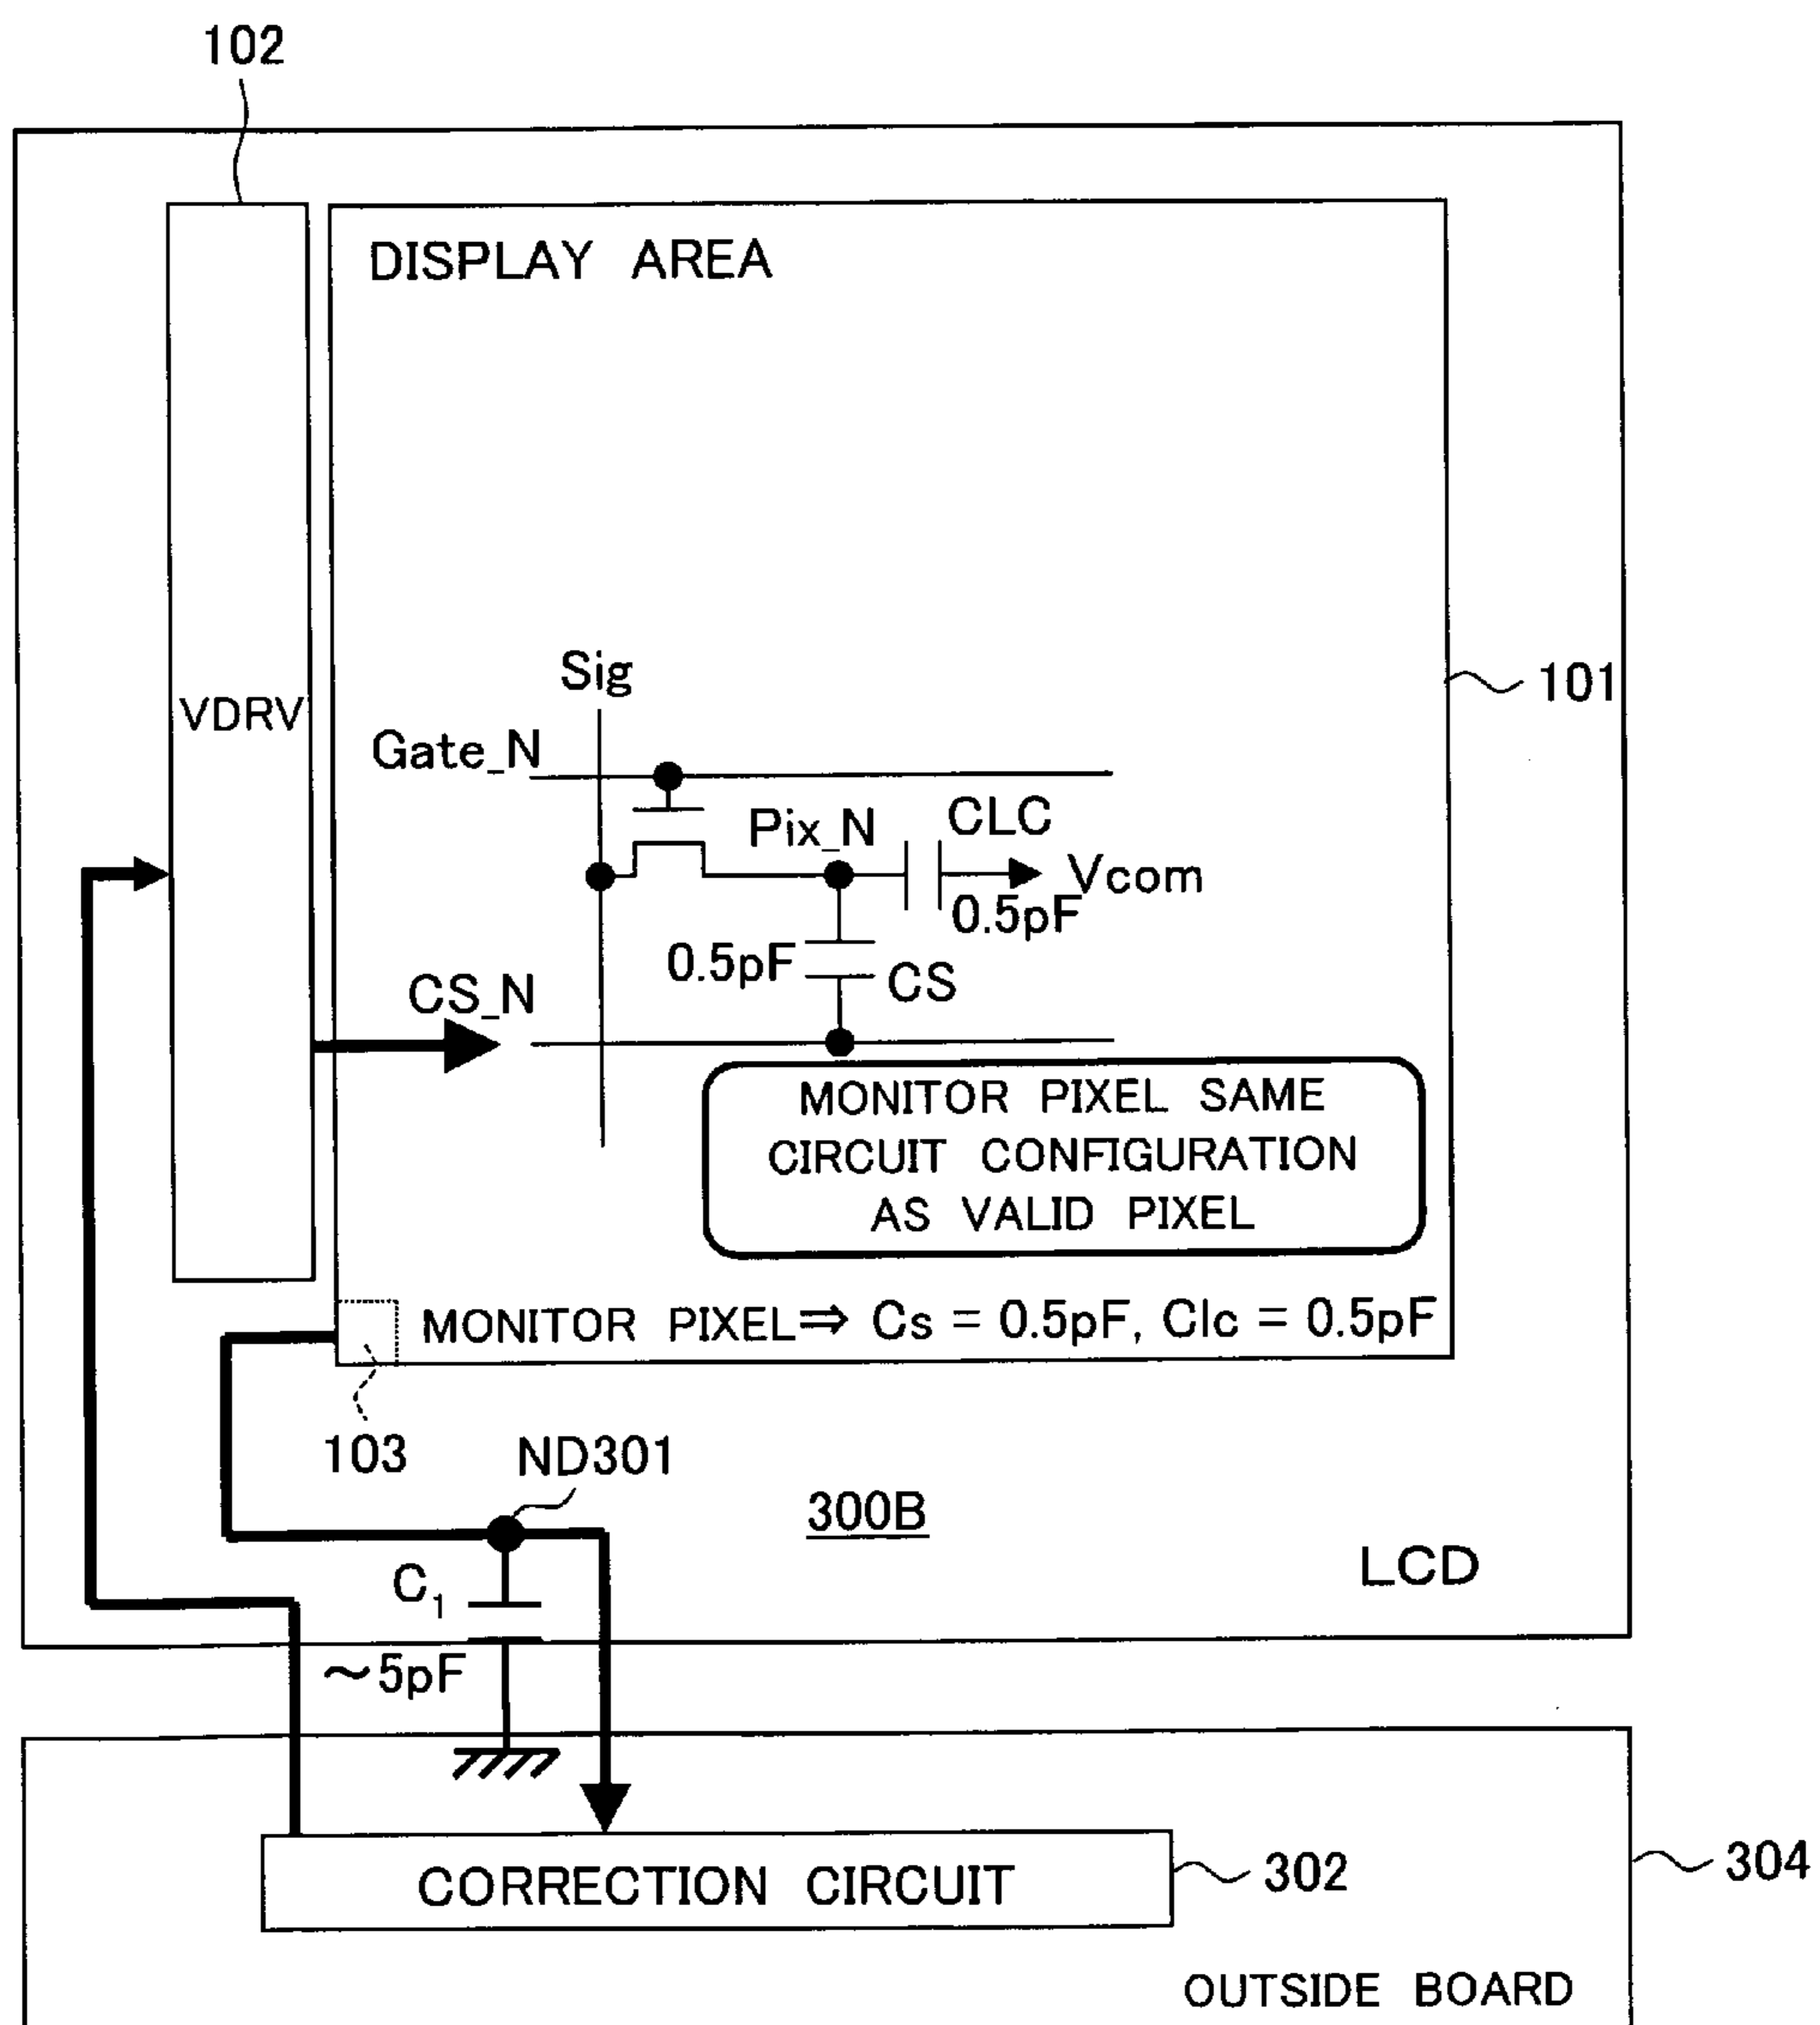 102
DISPLAY AREA
Sig
101
VDRV
Gate_N
Pix_N
CLC
Vcom
0.5pF
0.5pF
CS
CS_N
MONITOR PIXEL SAME
CIRCUIT CONFIGURATION
AS VALID PIXEL
MONITOR PIXEL⇒ Cs = 0.5pF, Clc = 0.5pF
103
ND301
300B
LCD
C₁
～5pF
CORRECTION CIRCUIT
302
304
OUTSIDE BOARD